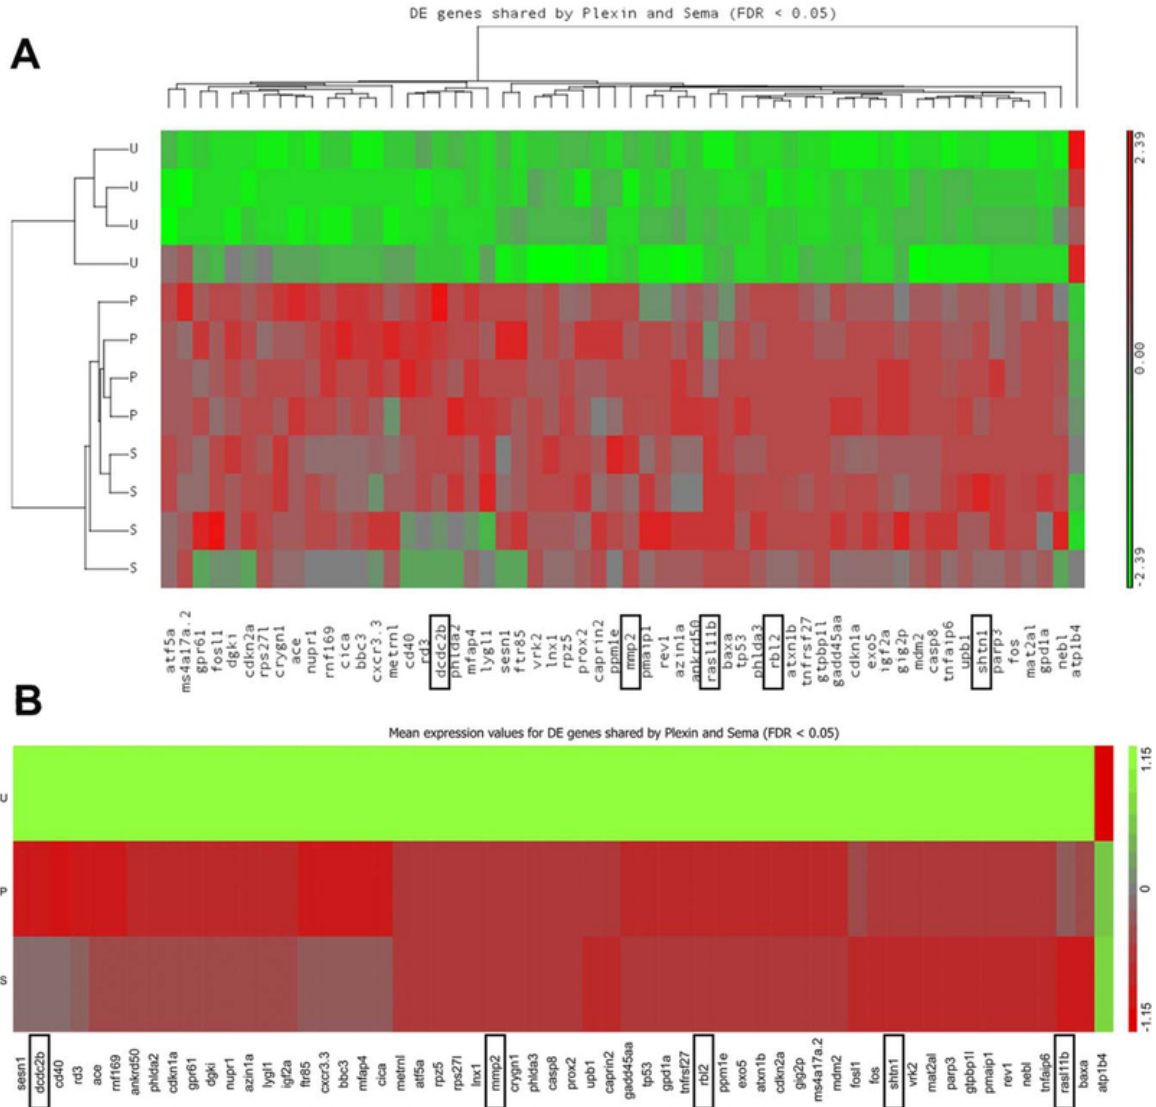 DE genes shared by Plexin and Sema (FDR < 0.05)
A
U
U
U
U
P
P
P
P
S
S
S
S
2.39
0.00
-2.39
atf5a
ms4a17a.2
gpr61
fosl1
dgki
cdkn2a
rps27l
crygn1
ace
nupr1
rnf169
cica
bbc3
cxcr3.3
metrnl
cd40
rd3
dcdc2b
phlda2
mfap4
lygl1
sesn1
ftr85
vrk2
lnx1
rpz5
prox2
caprin2
ppm1e
mmp2
pmaip1
rev1
azin1a
ankrd50
rasl11b
baxa
tp53
phlda3
rbl2
atxn1b
tnfrsf27
gtpbp1l
gadd45aa
cdkn1a
exo5
igf2a
gig2p
mdm2
casp8
tnfaip6
upb1
shtn1
parp3
fos
mat2al
gpd1a
nebl
atp1b4
B
Mean expression values for DE genes shared by Plexin and Sema (FDR < 0.05)
U
P
S
1.15
0
-1.15
sesn1
dcdc2b
cd40
rd3
ace
rnf169
ankrd50
phlda2
cdkn1a
gpr61
dgki
nupr1
azin1a
lygl1
igf2a
ftr85
cxcr3.3
bbc3
mfap4
cica
metrnl
atf5a
rpz5
rps27l
lnx1
mmp2
crygn1
phlda3
casp8
prox2
upb1
caprin2
gadd45aa
tp53
gpd1a
tnfrsf27
rbl2
ppm1e
exo5
atxn1b
cdkn2a
gig2p
ms4a17a.2
mdm2
fosl1
fos
shtn1
vrk2
mat2al
parp3
gtpbp1l
pmaip1
rev1
nebl
tnfaip6
rasl11b
baxa
atp1b4